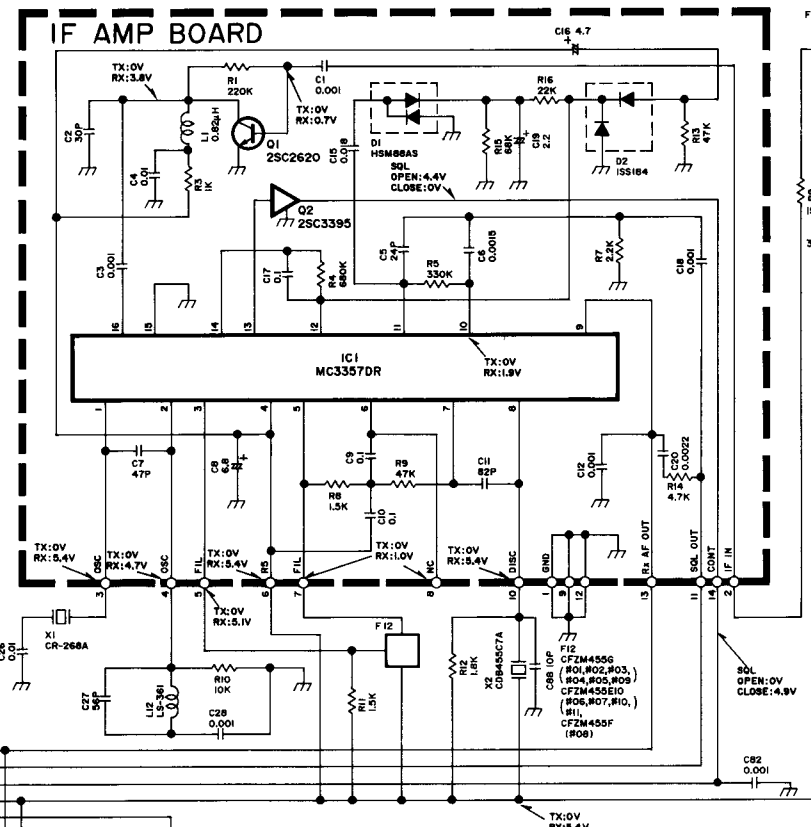 IF AMP BOARD
C16 4.7
+
F
TX:0V
RX:3.8V
R1
220K
C1
0.001
TX:0V
RX:0.7V
R16
22K
C2
30P
L1
0.82μH
Q1
2SC2620
C15
0.018
D1
HSM88AS
R15
68K
C19
2.2
+
D2
1SS184
R13
47K
C4
0.01
R3
1K
SQL
OPEN:4.4V
CLOSE:0V
Q2
2SC3395
C3
0.001
C17
0.1
R4
680K
C5
24P
R5
330K
C6
0.0015
R7
2.2K
C18
0.001
16
15
14
13
12
11
10
9
IC1
MC3357DR
TX:0V
RX:1.9V
1
2
3
4
5
6
7
8
C7
47P
C8
6.8
+
C9
0.1
R8
1.5K
R9
47K
C11
82P
C10
0.1
C12
0.001
C20
0.0022
R14
4.7K
TX:0V
RX:5.4V
TX:0V
RX:4.7V
TX:0V
RX:5.4V
TX:0V
RX:1.0V
TX:0V
RX:5.4V
OSC
OSC
FIL
R5
FIL
NC
DISC
GND
Rx AF OUT
SQL OUT
CONT
IF IN
3
4
5
6
7
8
10
1
9
12
13
11
14
2
TX:0V
RX:5.1V
X1
CR-268A
C26
0.01
F12
R12
1.8K
X2
CDB455C7A
C88 10P
F12
CFZM455G
(#01,#02,#03,
#04,#05,#09)
CFZM455E10
(#06,#07,#10,)
#11,
CFZM455F
(#08)
SQL
OPEN:0V
CLOSE:4.9V
C27
56P
L12
LS-361
R10
10K
C28
0.001
R11
1.5K
C82
0.001
TX:0V
RX:5.4V